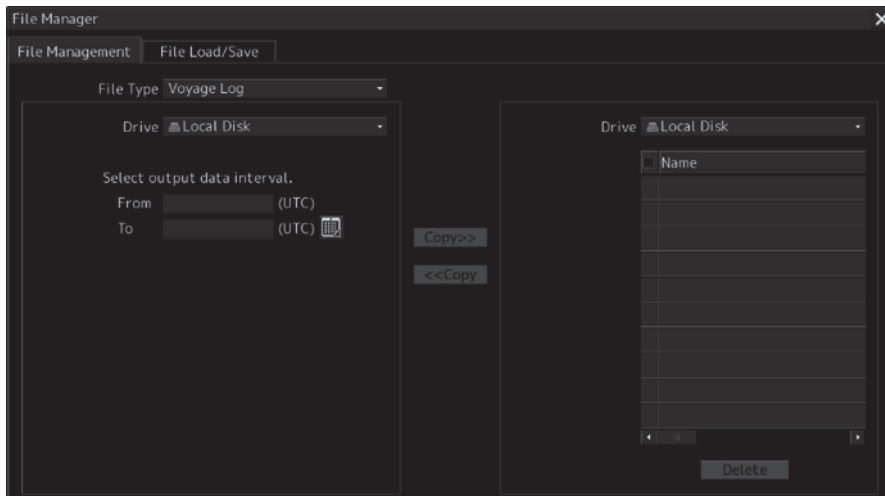 File Manager
File Management
File Load/Save
File Type Voyage Log
Drive Local Disk
Select output data interval.
From (UTC)
To (UTC)
Copy>>
<<Copy
Drive Local Disk
Name
Delete